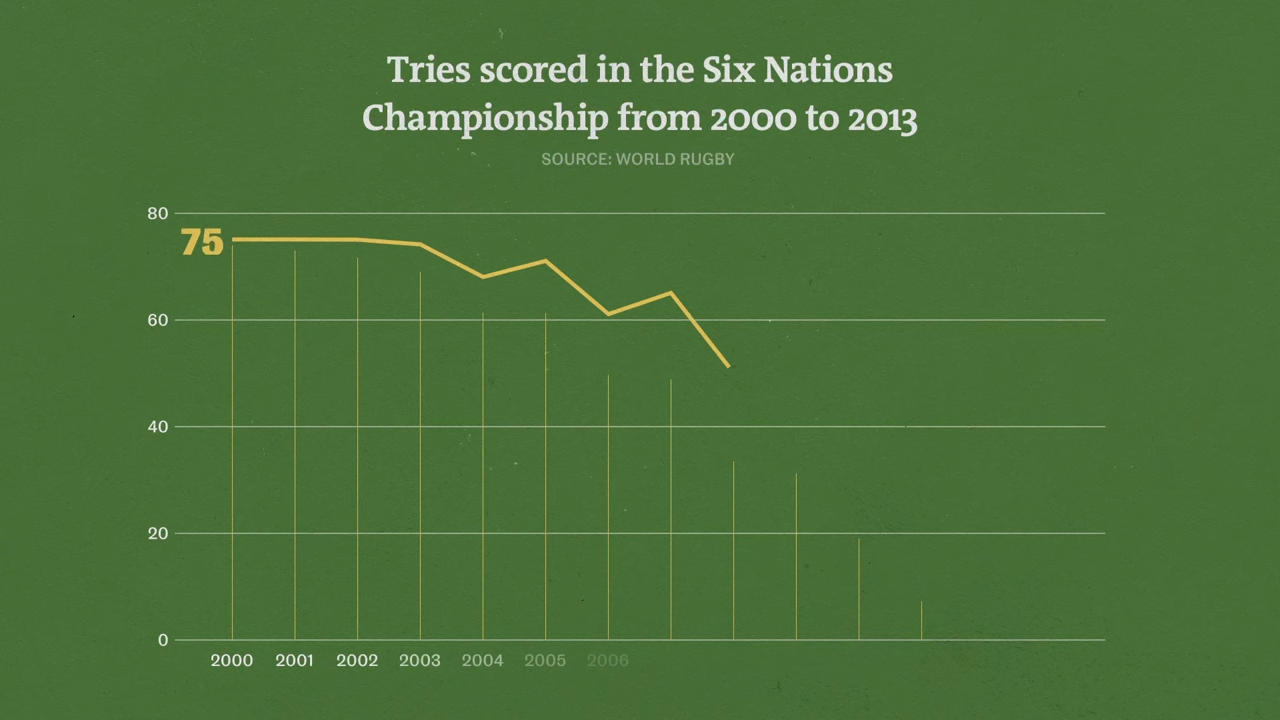 Tries scored in the Six Nations
Championship from 2000 to 2013
SOURCE: WORLD RUGBY
80
75
60
40
20
0
2000 2001 2002 2003 2004 2005 2006